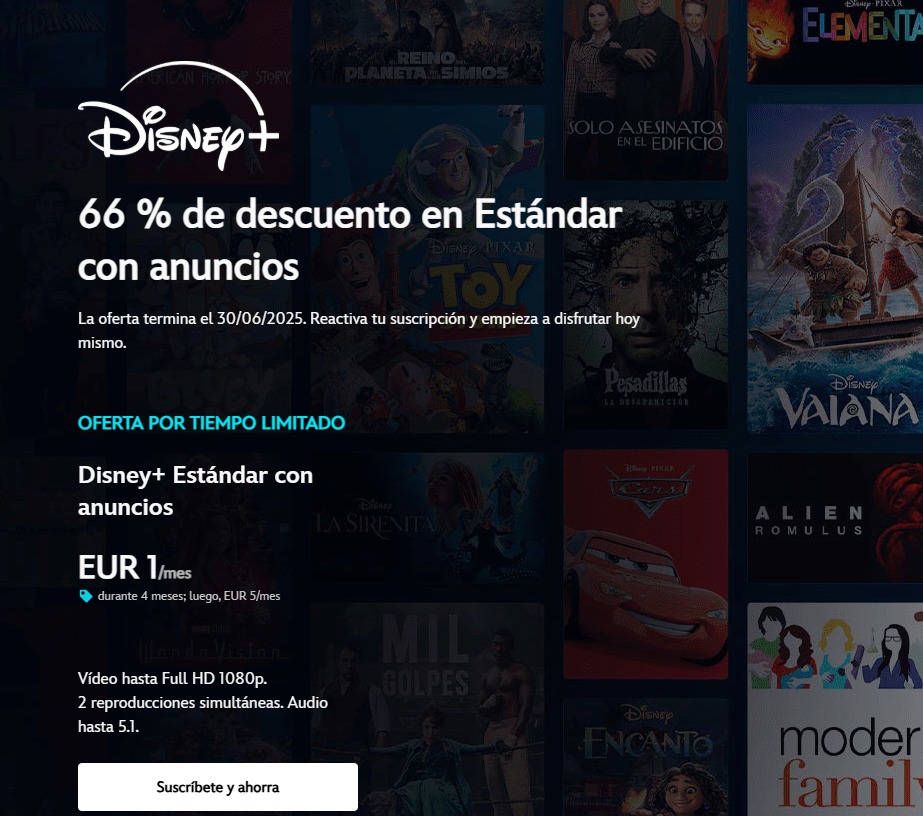 AMERICAN HORROR STORY
EL REINO
DEL
PLANETA DE LOS SIMIOS
SOLO ASESINATOS
EN EL EDIFICIO
Disney · PIXAR
ELEMENTA
Disney+
66 % de descuento en Estándar
con anuncios
La oferta termina el 30/06/2025. Reactiva tu suscripción y empieza a disfrutar hoy
mismo.
Disney · PIXAR
TOY
Pesadillas
LA DESAPARICIÓN
2
Disney
VAIANA
OFERTA POR TIEMPO LIMITADO
Disney+ Estándar con
anuncios
EUR 1/mes
durante 4 meses; luego, EUR 5/mes
Disney
LA SIRENITA
Disney · PIXAR
Cars
ALIEN
ROMULUS
WandaVision
MIL
GOLPES
Vídeo hasta Full HD 1080p.
2 reproducciones simultáneas. Audio
hasta 5.1.
Disney
ENCANTO
modern
family
Suscríbete y ahorra